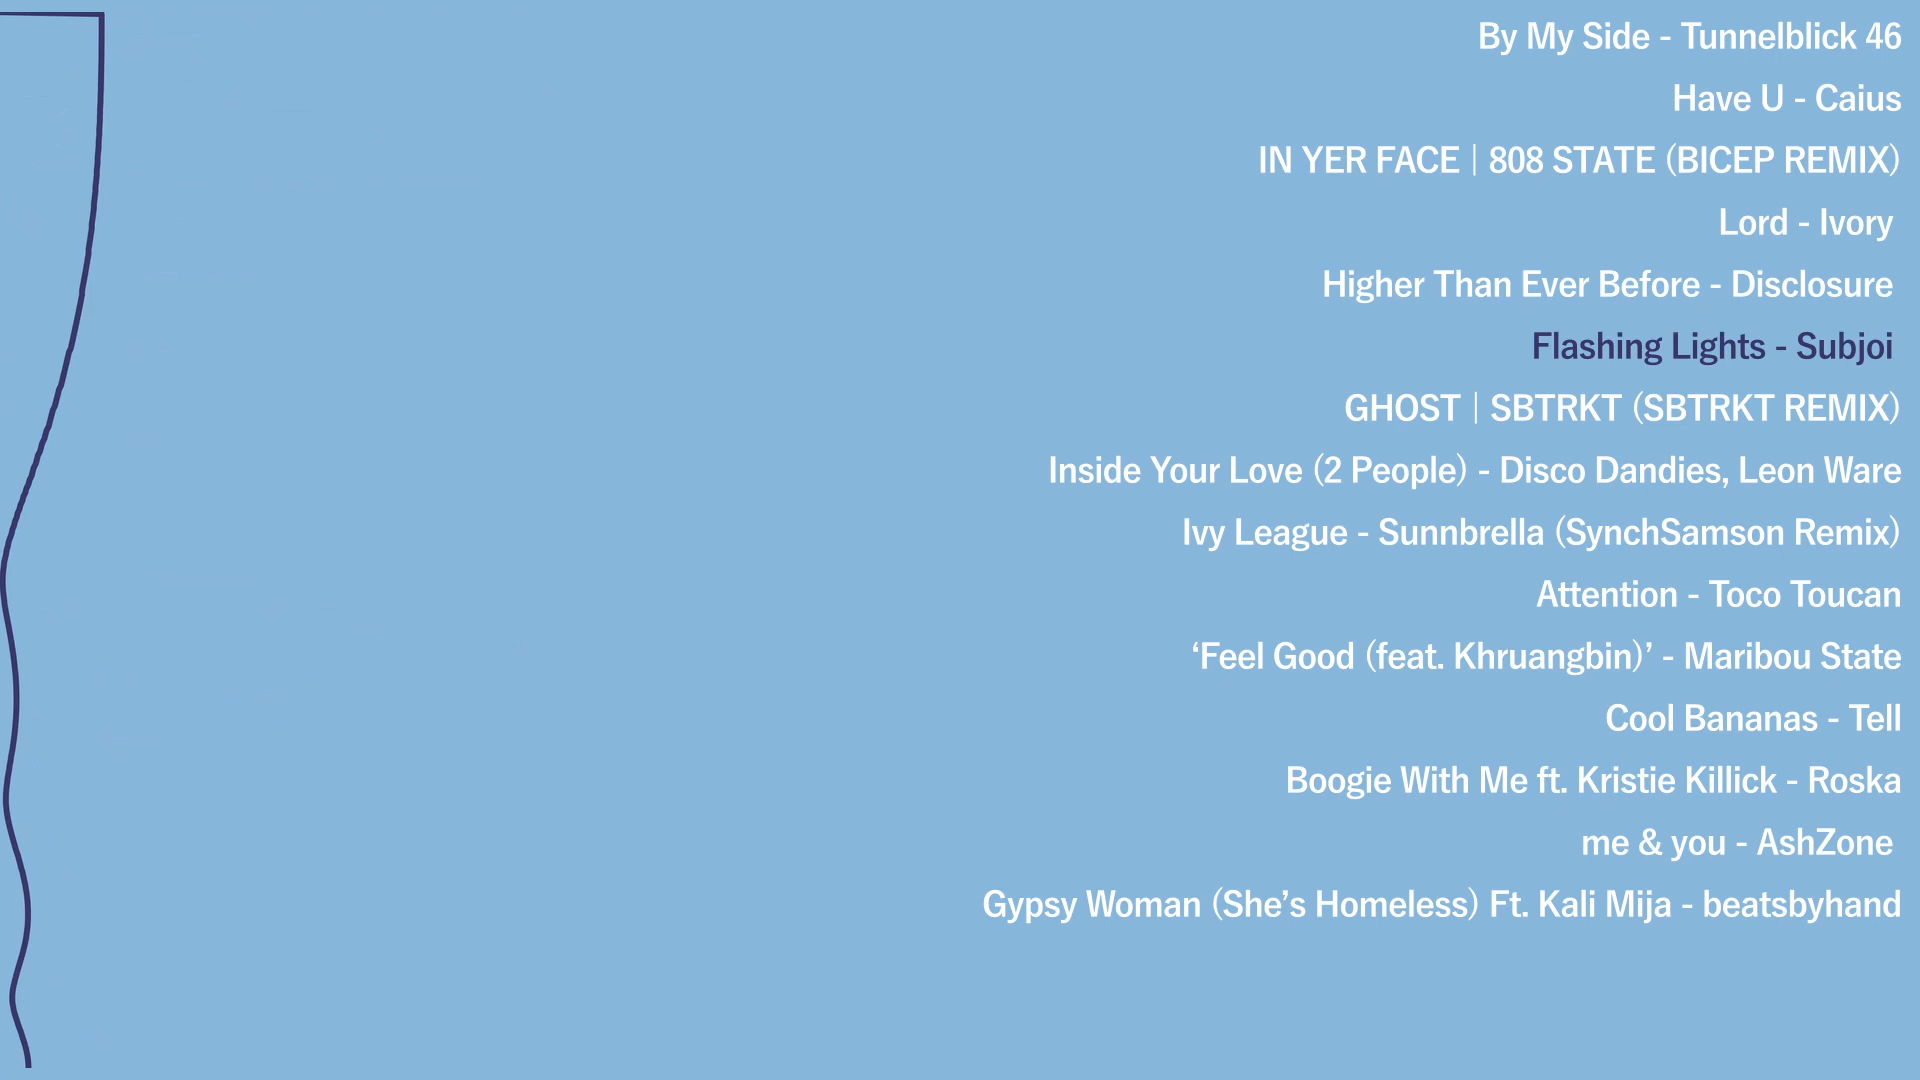 By My Side - Tunnelblick 46
Have U - Caius
IN YER FACE | 808 STATE (BICEP REMIX)
Lord - Ivory
Higher Than Ever Before - Disclosure
Flashing Lights - Subjoi
GHOST | SBTRKT (SBTRKT REMIX)
Inside Your Love (2 People) - Disco Dandies, Leon Ware
Ivy League - Sunnbrella (SynchSamson Remix)
Attention - Toco Toucan
‘Feel Good (feat. Khruangbin)’ - Maribou State
Cool Bananas - Tell
Boogie With Me ft. Kristie Killick - Roska
me & you - AshZone
Gypsy Woman (She’s Homeless) Ft. Kali Mija - beatsbyhand